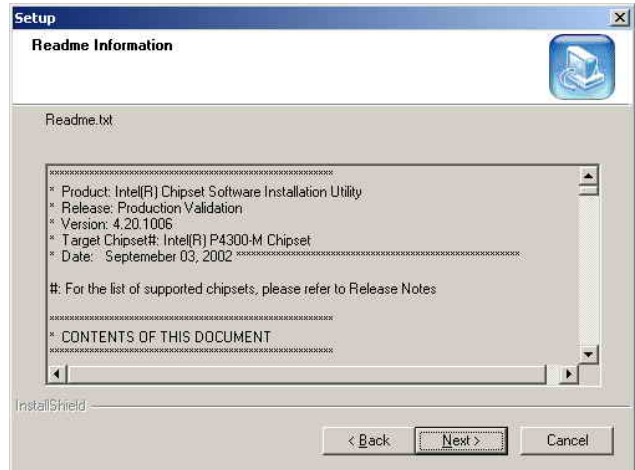 Setup
Readme Information
Readme.txt
*******************************************************
* Product: Intel(R) Chipset Software Installation Utility
* Release: Production Validation
* Version: 4.20.1006
* Target Chipset#: Intel(R) P4300-M Chipset
* Date:   Septemeber 03, 2002 *******************************************************
#: For the list of supported chipsets, please refer to Release Notes
*******************************************************
* CONTENTS OF THIS DOCUMENT
*******************************************************
InstallShield
< Back
Next >
Cancel